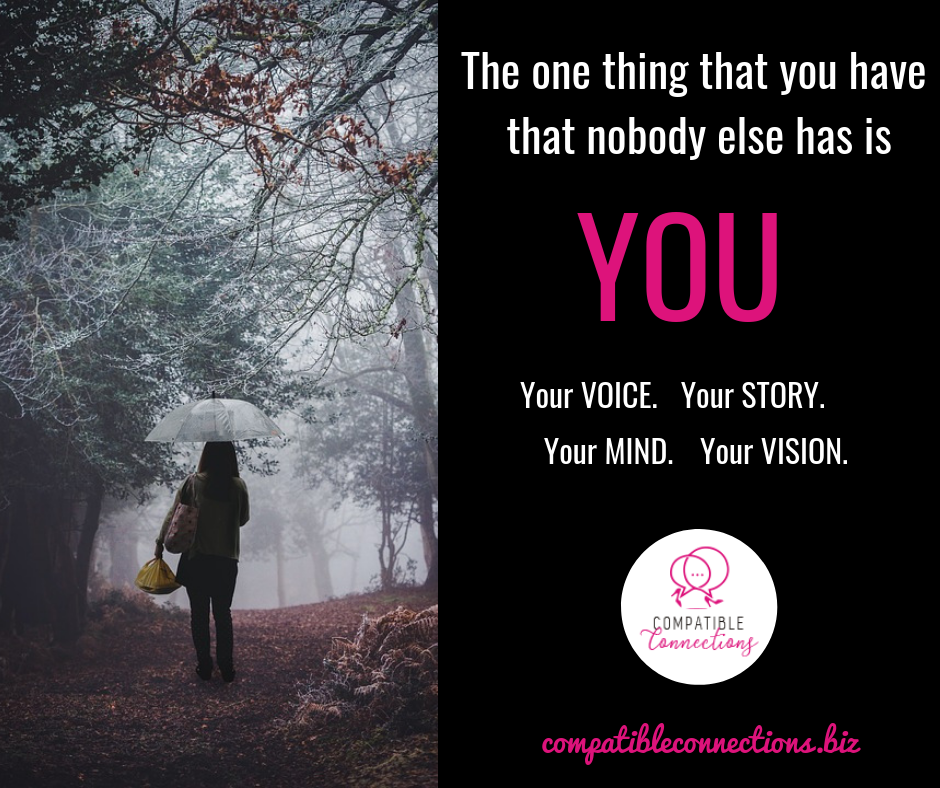 The one thing that you have
that nobody else has is
YOU
Your VOICE. Your STORY.
Your MIND. Your VISION.
...
COMPATIBLE
Connections
compatibleconnections.biz